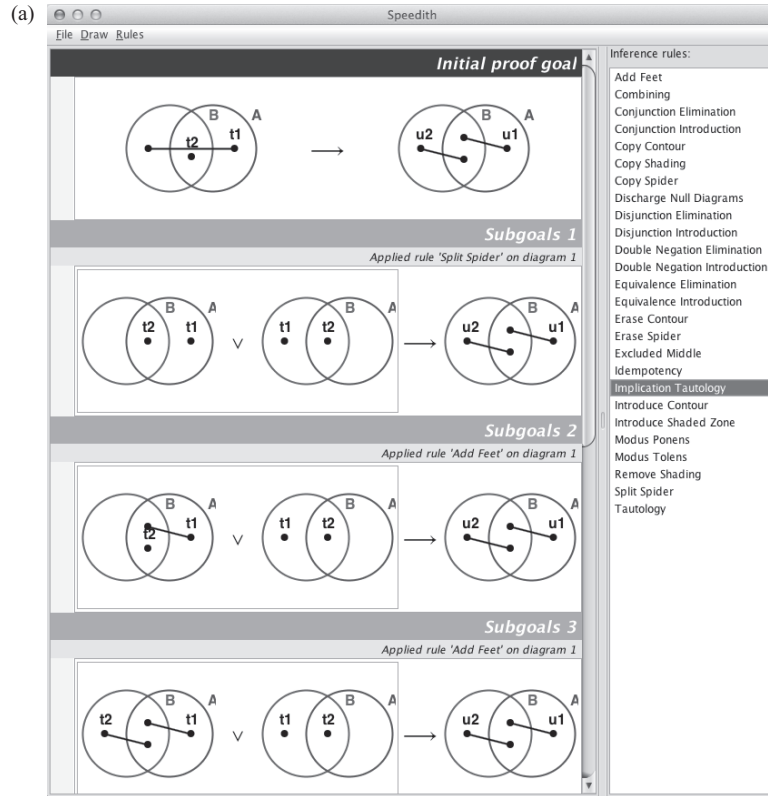 (a)
Speedith
File Draw Rules
Initial proof goal
B A
t2 t1
→
B A
u2 u1
Subgoals 1
Applied rule 'Split Spider' on diagram 1
B A
t2 t1
∨
B A
t1 t2
→
B A
u2 u1
Subgoals 2
Applied rule 'Add Feet' on diagram 1
B A
t1
t2
∨
B A
t1 t2
→
B A
u2 u1
Subgoals 3
Applied rule 'Add Feet' on diagram 1
B A
t2 t1
∨
B A
t1 t2
→
B A
u2 u1
Inference rules:
Add Feet
Combining
Conjunction Elimination
Conjunction Introduction
Copy Contour
Copy Shading
Copy Spider
Discharge Null Diagrams
Disjunction Elimination
Disjunction Introduction
Double Negation Elimination
Double Negation Introduction
Equivalence Elimination
Equivalence Introduction
Erase Contour
Erase Spider
Excluded Middle
Idempotency
Implication Tautology
Introduce Contour
Introduce Shaded Zone
Modus Ponens
Modus Tolens
Remove Shading
Split Spider
Tautology